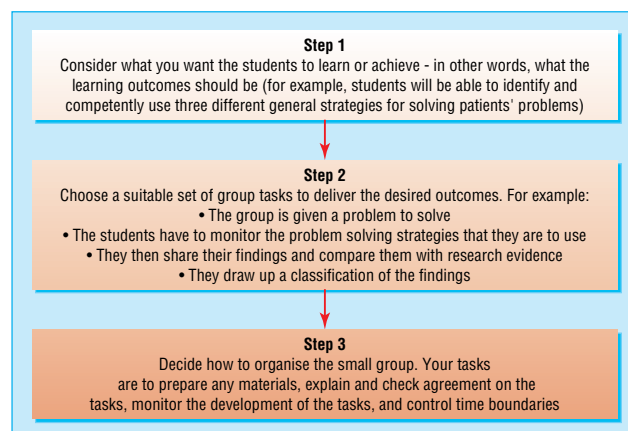 Step 1
Consider what you want the students to learn or achieve - in other words, what the
learning outcomes should be (for example, students will be able to identify and
competently use three different general strategies for solving patients' problems)
Step 2
Choose a suitable set of group tasks to deliver the desired outcomes. For example:
• The group is given a problem to solve
• The students have to monitor the problem solving strategies that they are to use
• They then share their findings and compare them with research evidence
• They draw up a classification of the findings
Step 3
Decide how to organise the small group. Your tasks
are to prepare any materials, explain and check agreement on the
tasks, monitor the development of the tasks, and control time boundaries